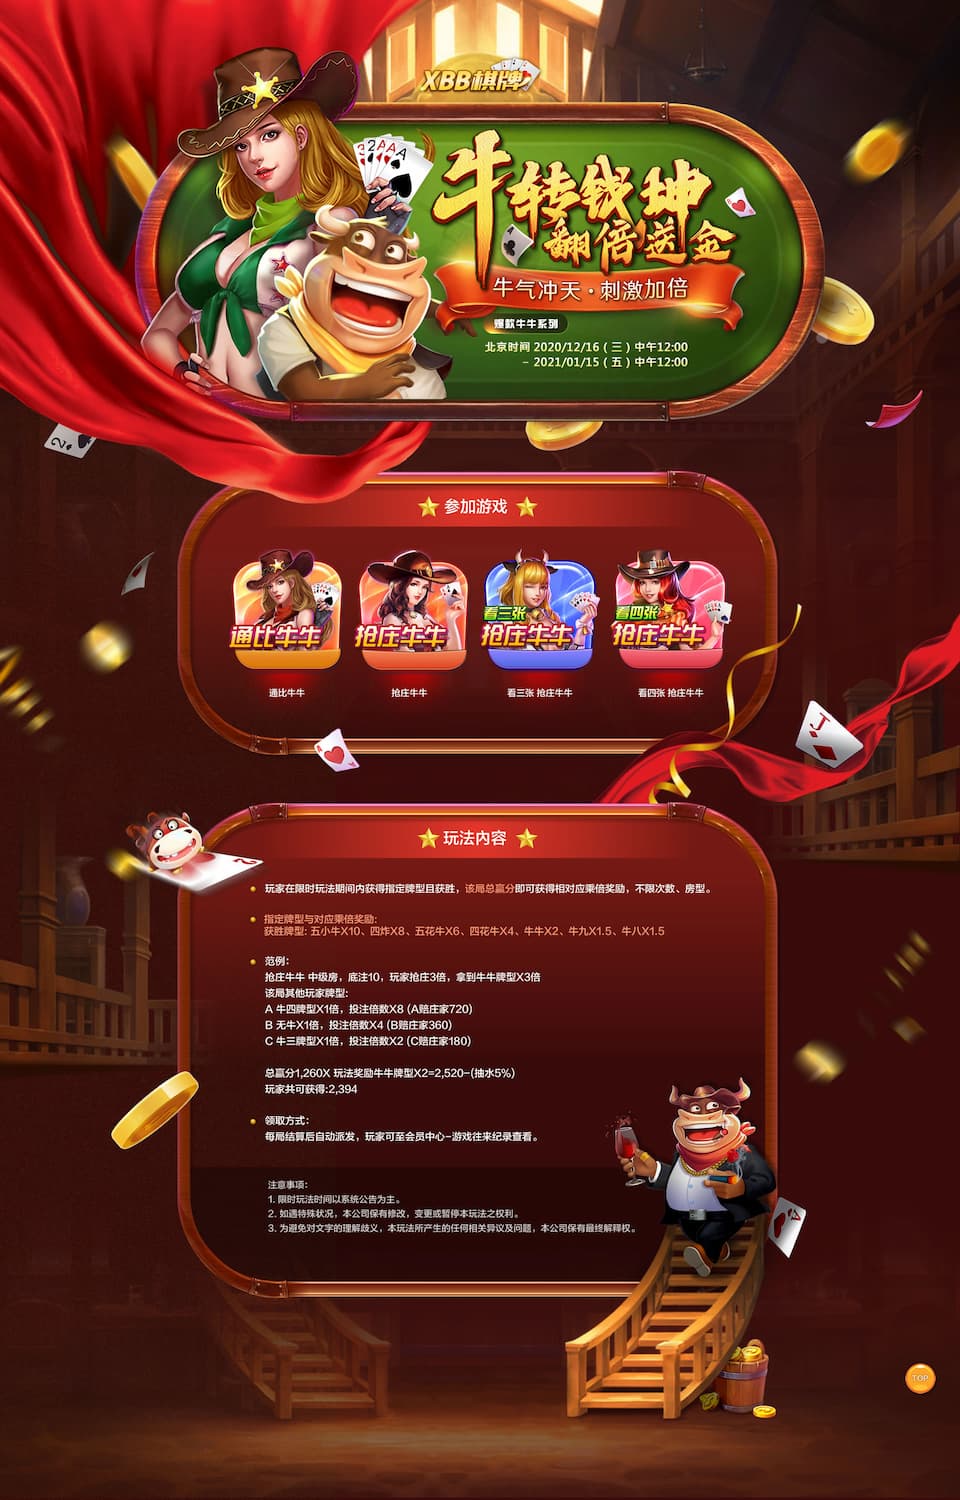 XBB棋牌
牛转钱坤
翻倍送金
牛气冲天·刺激加倍
爆款牛牛系列
北京时间 2020/12/16 ( 三 ) 中午12:00
- 2021/01/15 ( 五 ) 中午12:00
参加游戏
通比牛牛
抢庄牛牛
看三张
抢庄牛牛
看四张
抢庄牛牛
通比牛牛
抢庄牛牛
看三张 抢庄牛牛
看四张 抢庄牛牛
玩法内容
玩家在限时玩法期间内获得指定牌型且获胜，该局总赢分即可获得相对应乘倍奖励，不限次数、房型。
指定牌型与对应乘倍奖励:
获胜牌型: 五小牛X10、四炸X8、五花牛X6、四花牛X4、牛牛X2、牛九X1.5、牛八X1.5
范例：
抢庄牛牛 中级房，底注10，玩家抢庄3倍，拿到牛牛牌型X3倍
该局其他玩家牌型:
A 牛四牌型X1倍，投注倍数X8 (A赔庄家720)
B 无牛X1倍，投注倍数X4 (B赔庄家360)
C 牛三牌型X1倍，投注倍数X2 (C赔庄家180)
总赢分1,260X 玩法奖励牛牛牌型X2=2,520-(抽水5%)
玩家共可获得:2,394
领取方式：
每局结算后自动派发，玩家可至会员中心-游戏往来纪录查看。
注意事项：
1. 限时玩法时间以系统公告为主。
2. 如遇特殊状况，本公司保有修改，变更或暂停本玩法之权利。
3. 为避免对文字的理解歧义，本玩法所产生的任何相关异议及问题，本公司保有最终解释权。
TOP